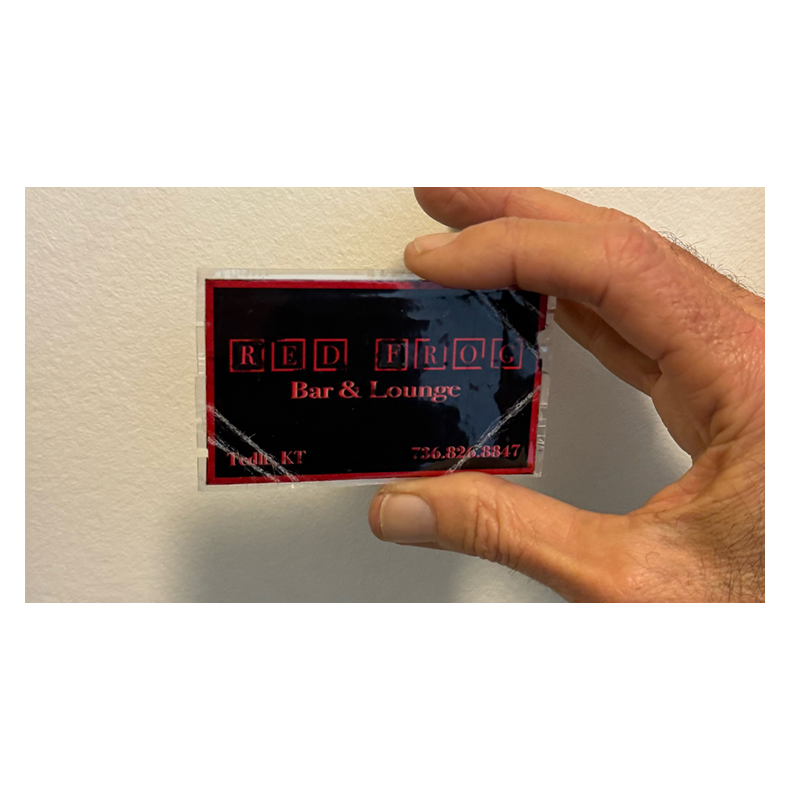 RED FROG
Bar & Lounge
KT
736.826.8847